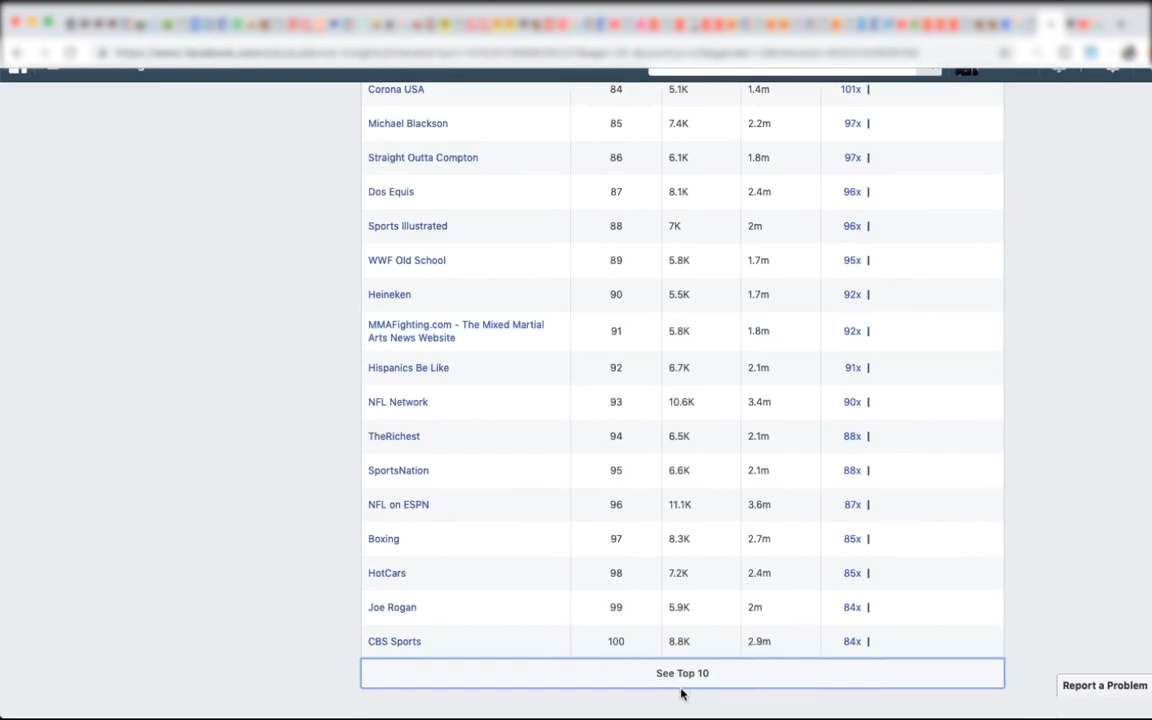 Corona USA 84 5.1K 1.4m 101x
Michael Blackson 85 7.4K 2.2m 97x
Straight Outta Compton 86 6.1K 1.8m 97x
Dos Equis 87 8.1K 2.4m 96x
Sports Illustrated 88 7K 2m 96x
WWF Old School 89 5.8K 1.7m 95x
Heineken 90 5.5K 1.7m 92x
MMAFighting.com - The Mixed Martial
Arts News Website 91 5.8K 1.8m 92x
Hispanics Be Like 92 6.7K 2.1m 91x
NFL Network 93 10.6K 3.4m 90x
TheRichest 94 6.5K 2.1m 88x
SportsNation 95 6.6K 2.1m 88x
NFL on ESPN 96 11.1K 3.6m 87x
Boxing 97 8.3K 2.7m 85x
HotCars 98 7.2K 2.4m 85x
Joe Rogan 99 5.9K 2m 84x
CBS Sports 100 8.8K 2.9m 84x
See Top 10
Report a Problem